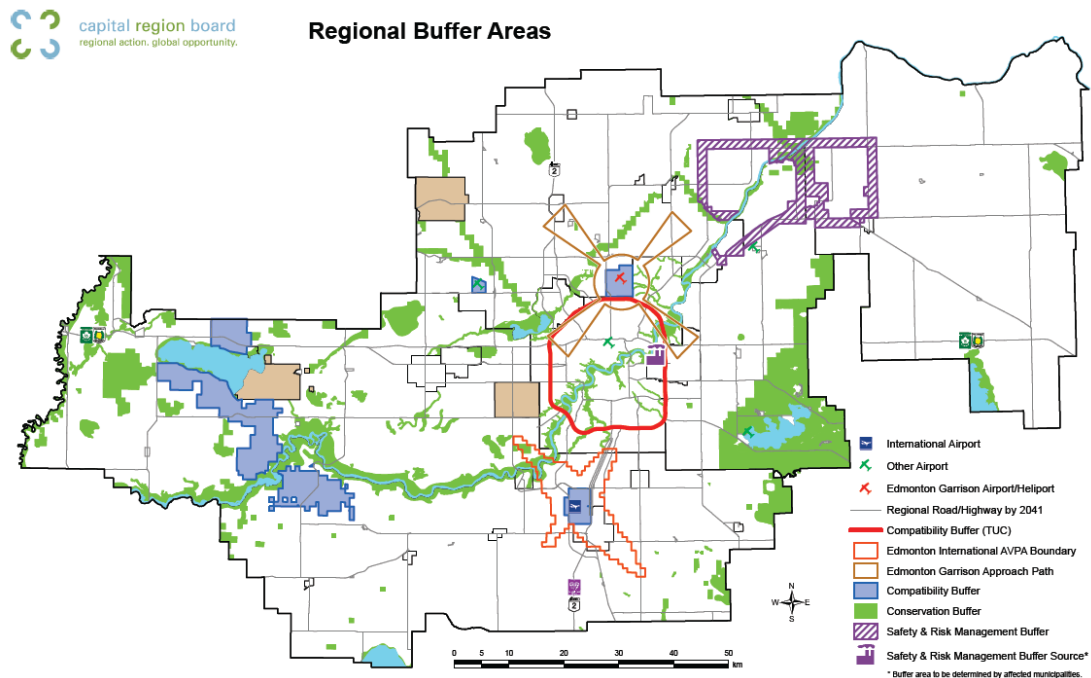 capital region board
regional action. global opportunity.
Regional Buffer Areas
2
International Airport
Other Airport
Edmonton Garrison Airport/Heliport
Regional Road/Highway by 2041
Compatibility Buffer (TUC)
Edmonton International AVPA Boundary
Edmonton Garrison Approach Path
Compatibility Buffer
Conservation Buffer
Safety & Risk Management Buffer
Safety & Risk Management Buffer Source*
* Buffer area to be determined by affected municipalities.
N
W E
S
2
0 5 10 20 30 40 50
km